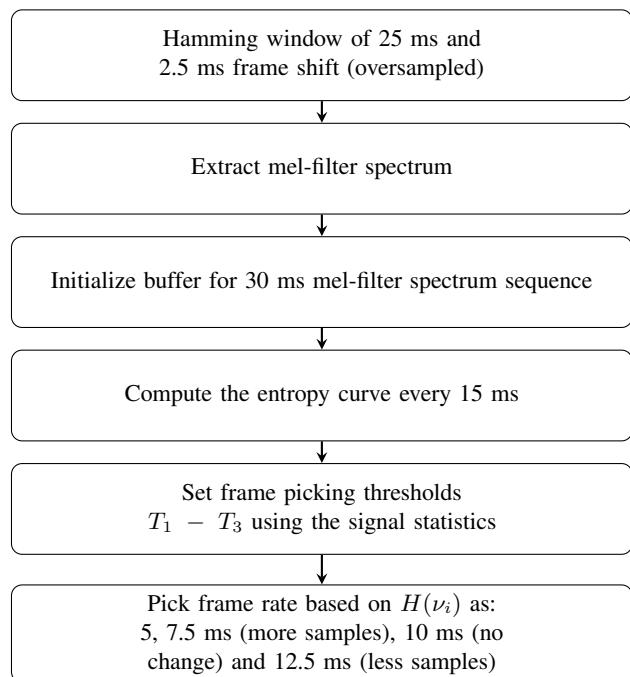 Hamming window of 25 ms and
2.5 ms frame shift (oversampled)
Extract mel-filter spectrum
Initialize buffer for 30 ms mel-filter spectrum sequence
Compute the entropy curve every 15 ms
Set frame picking thresholds
T₁ − T₃ using the signal statistics
Pick frame rate based on H(νᵢ) as:
5, 7.5 ms (more samples), 10 ms (no
change) and 12.5 ms (less samples)